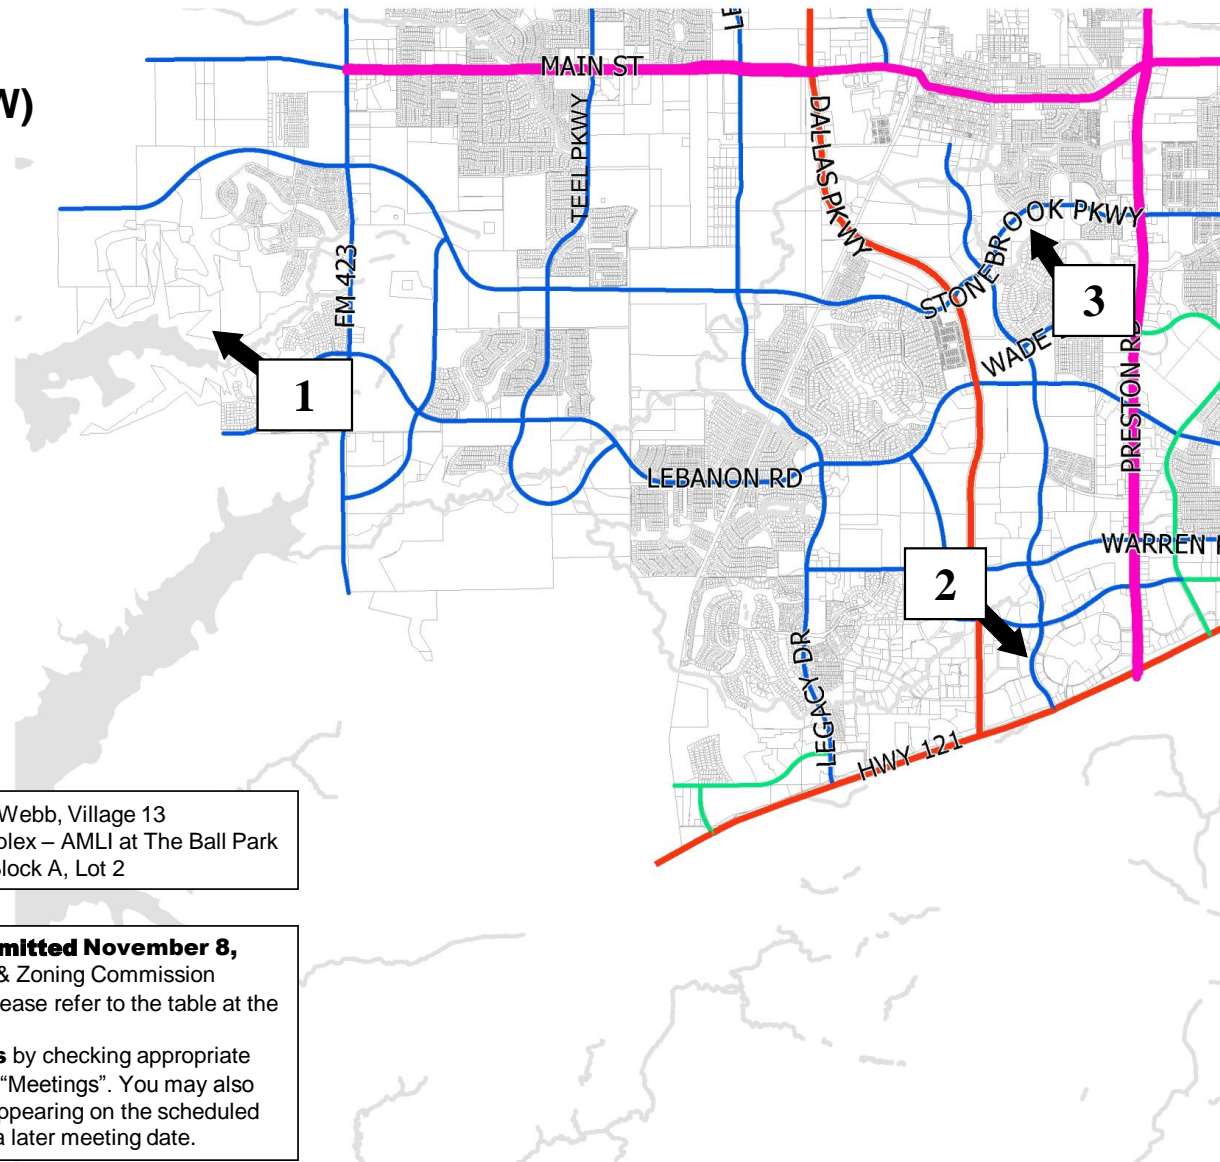 W)
MAIN ST
TEEL PKWY
DALLAS PKWY
FM 423
STONEBROOK PKWY
WADE
3
1
PRESTON RD
LEBANON RD
WARREN
2
LEGACY DR
HWY 121
Webb, Village 13
plex – AMLI at The Ball Park
Block A, Lot 2
mitted November 8,
& Zoning Commission
ease refer to the table at the
s by checking appropriate
“Meetings”. You may also
ppearing on the scheduled
a later meeting date.